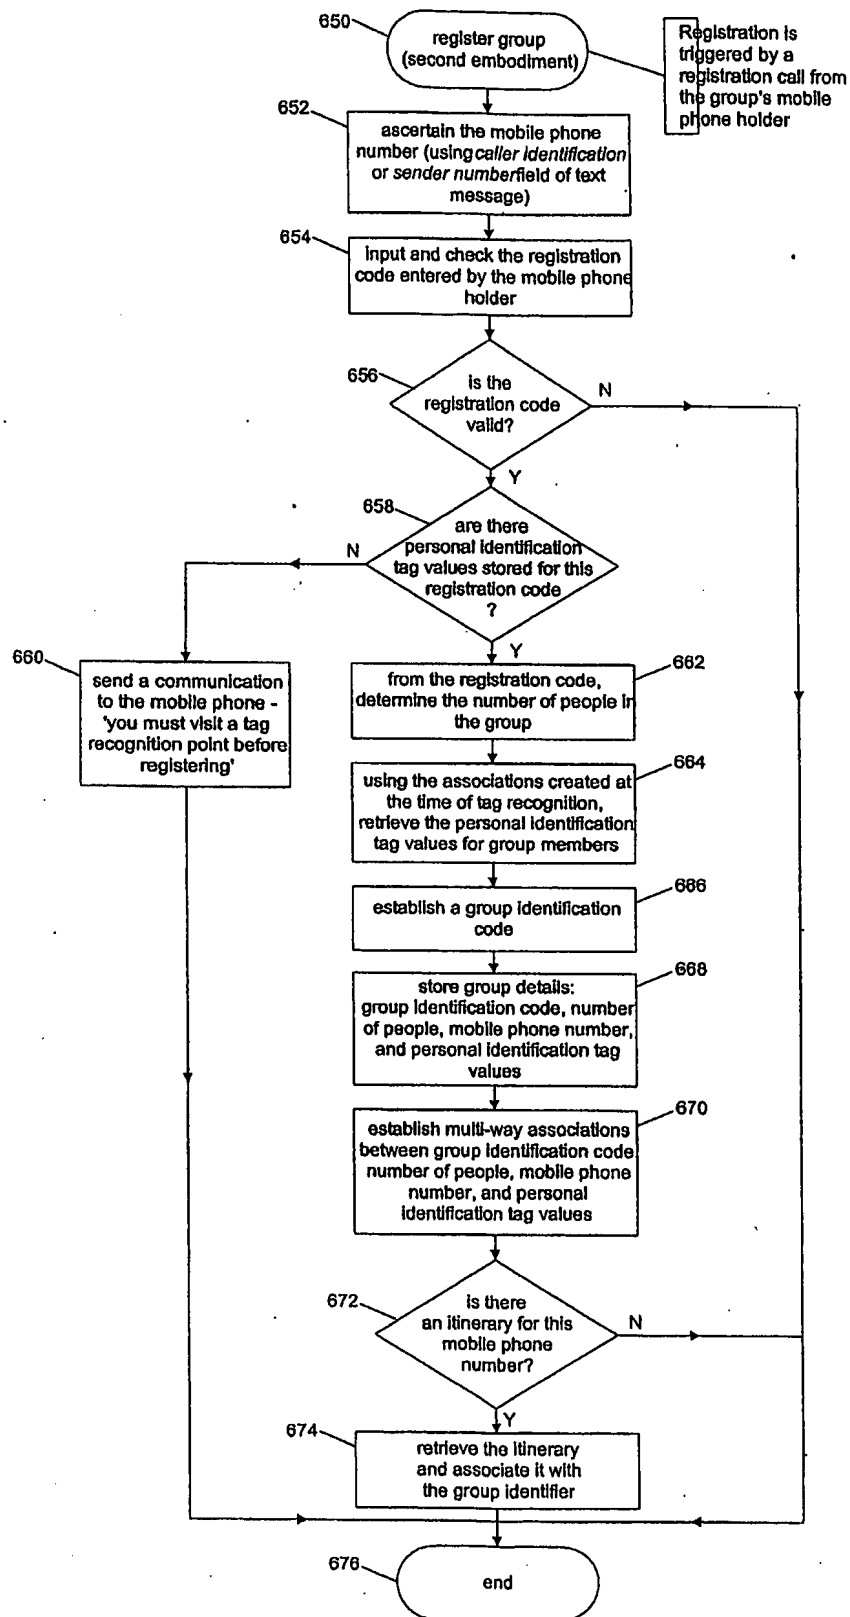 650
register group
(second embodiment)
Registration is
triggered by a
registration call from
the group's mobile
phone holder
652
ascertain the mobile phone
number (using caller identification
or sender number field of text
message)
654
input and check the registration
code entered by the mobile phone
holder
656
is the
registration code
valid?
N
Y
658
are there
personal identification
tag values stored for this
registration code
?
N
Y
660
send a communication
to the mobile phone -
'you must visit a tag
recognition point before
registering'
662
from the registration code,
determine the number of people in
the group
664
using the associations created at
the time of tag recognition,
retrieve the personal identification
tag values for group members
686
establish a group identification
code
668
store group details:
group identification code, number
of people, mobile phone number,
and personal identification tag
values
670
establish multi-way associations
between group identification code
number of people, mobile phone
number, and personal
identification tag values
672
is there
an itinerary for this
mobile phone
number?
N
Y
674
retrieve the itinerary
and associate it with
the group identifier
676
end